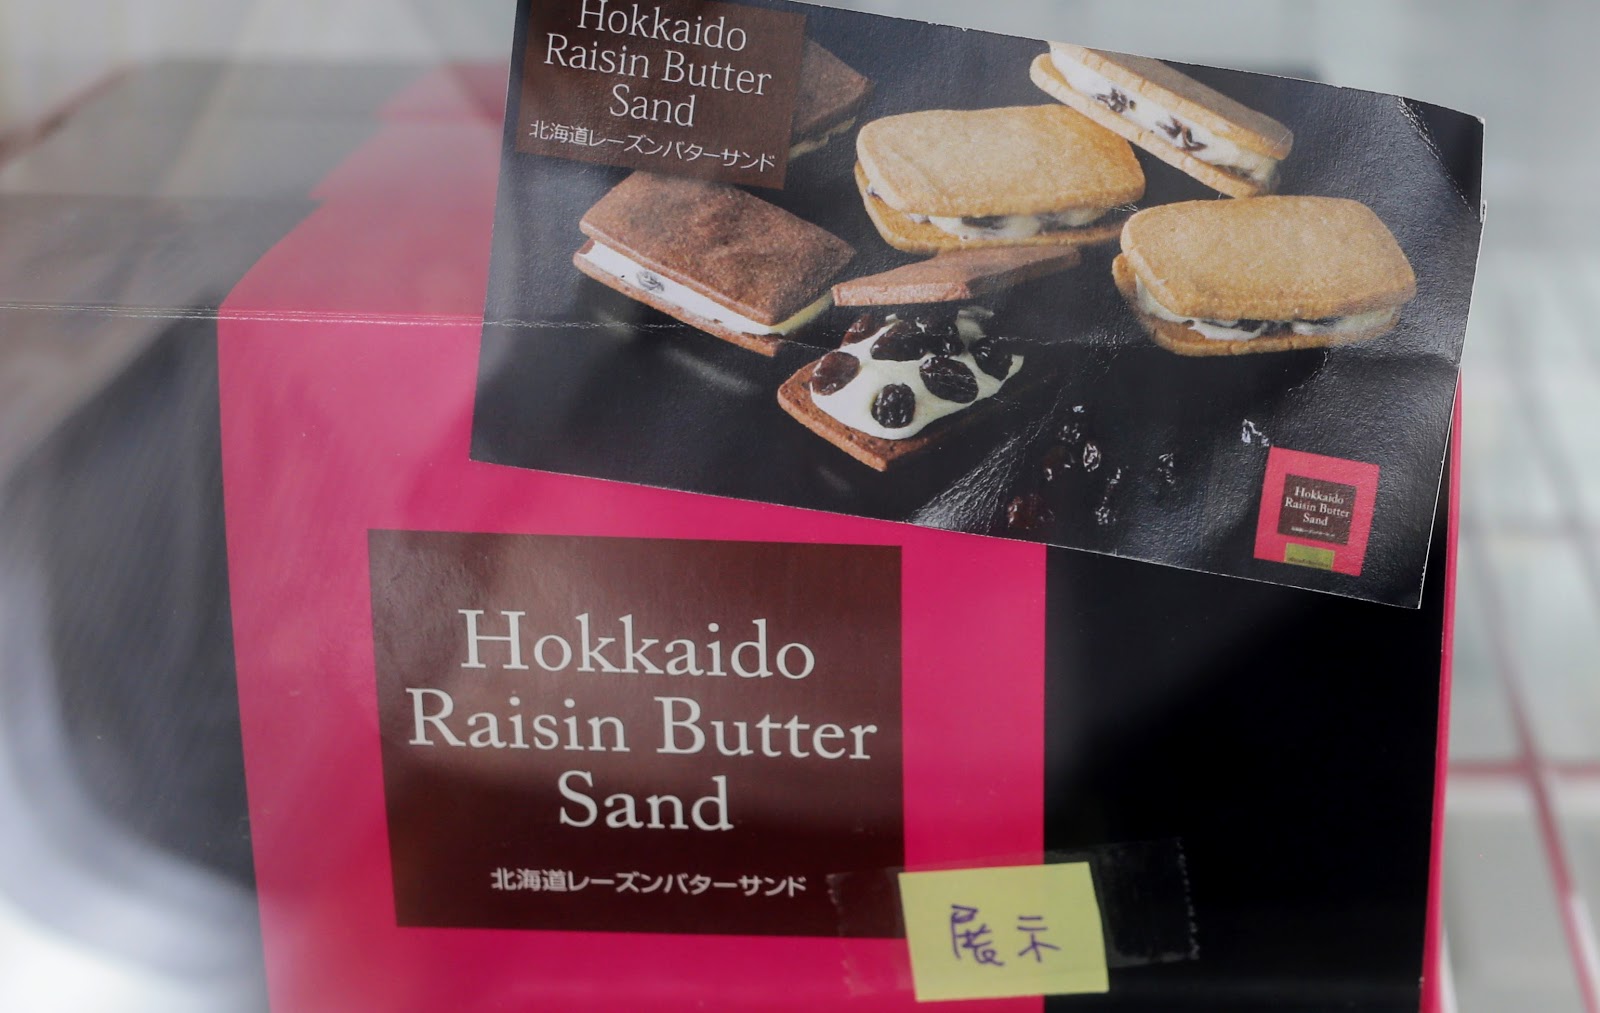 Hokkaido
Raisin Butter
Sand
北海道レーズンバターサンド
Hokkaido
Raisin Butter
Sand
Hokkaido
Raisin Butter
Sand
北海道レーズンバターサンド
展示